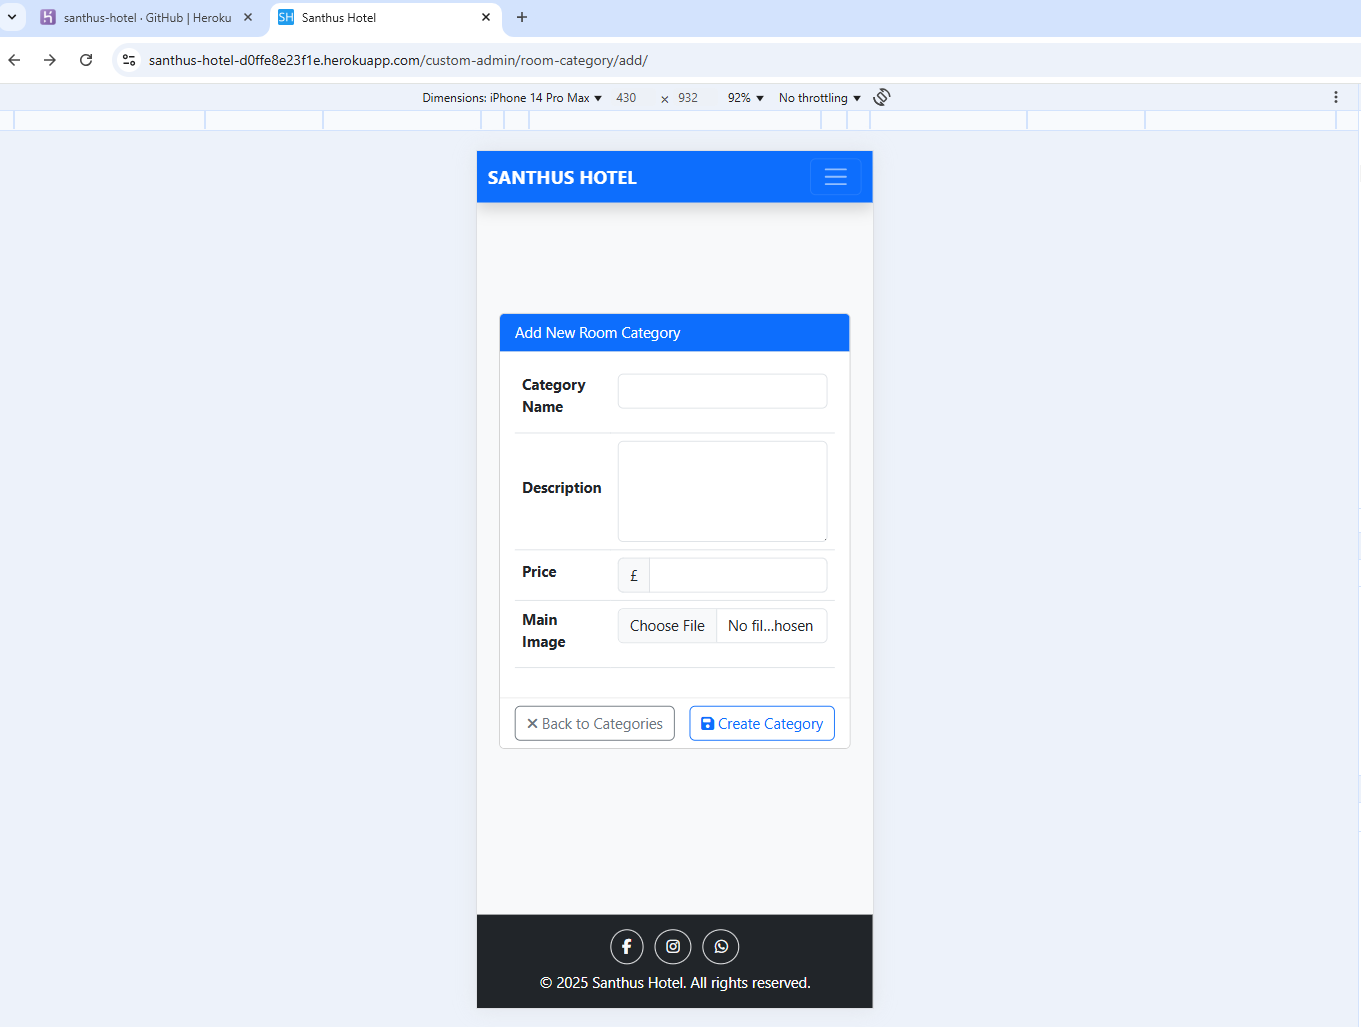 santhus-hotel · GitHub | Heroku
SH Santhus Hotel
santhus-hotel-d0ffe8e23f1e.herokuapp.com/custom-admin/room-category/add/
Dimensions: iPhone 14 Pro Max ▼ 430 × 932 92% ▼ No throttling ▼
SANTHUS HOTEL
Add New Room Category
Category
Name
Description
Price
£
Main
Image
Choose File No fil...hosen
Back to Categories
Create Category
© 2025 Santhus Hotel. All rights reserved.